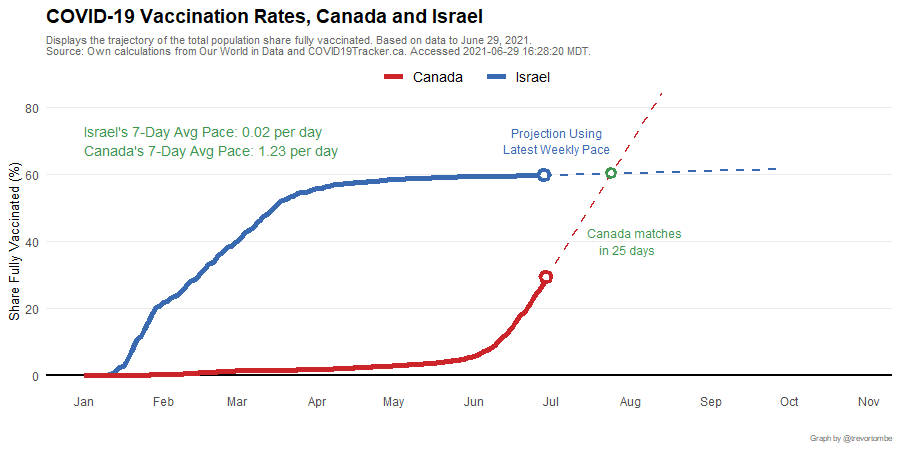 COVID-19 Vaccination Rates, Canada and Israel
Displays the trajectory of the total population share fully vaccinated. Based on data to June 29, 2021.
Source: Own calculations from Our World in Data and COVID19Tracker.ca. Accessed 2021-06-29 16:28:20 MDT.
Canada Israel
Israel's 7-Day Avg Pace: 0.02 per day
Canada's 7-Day Avg Pace: 1.23 per day
Projection Using
Latest Weekly Pace
Canada matches
in 25 days
Share Fully Vaccinated (%)
80
60
40
20
0
Jan Feb Mar Apr May Jun Jul Aug Sep Oct Nov
Graph by @trevortombe